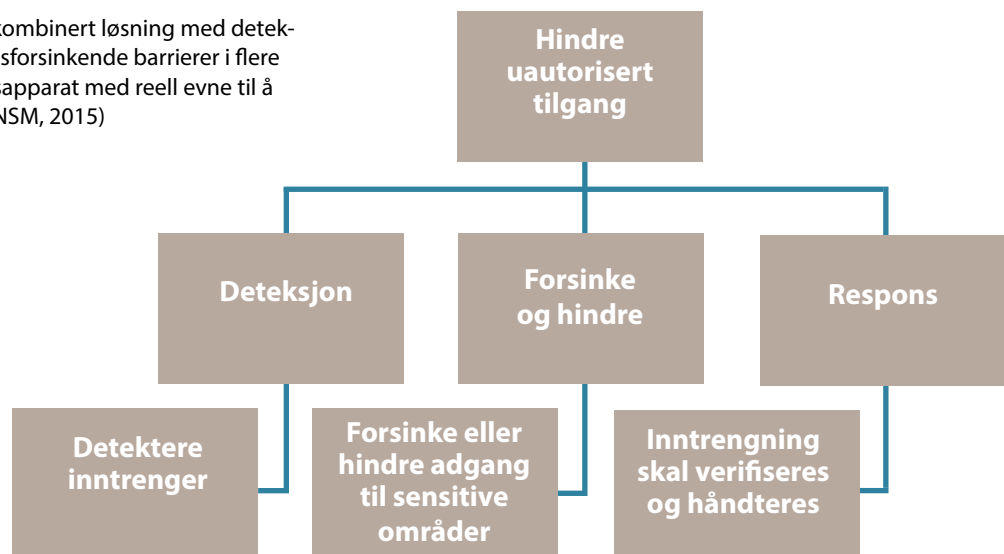 kombinert løsning med detek-
sforsinkende barrierer i flere
sapparat med reell evne til å
NSM, 2015)
Hindre
uautorisert
tilgang
Deteksjon
Forsinke
og hindre
Respons
Detektere
inntrenger
Forsinke eller
hindre adgang
til sensitive
områder
Inntrengning
skal verifiseres
og håndteres